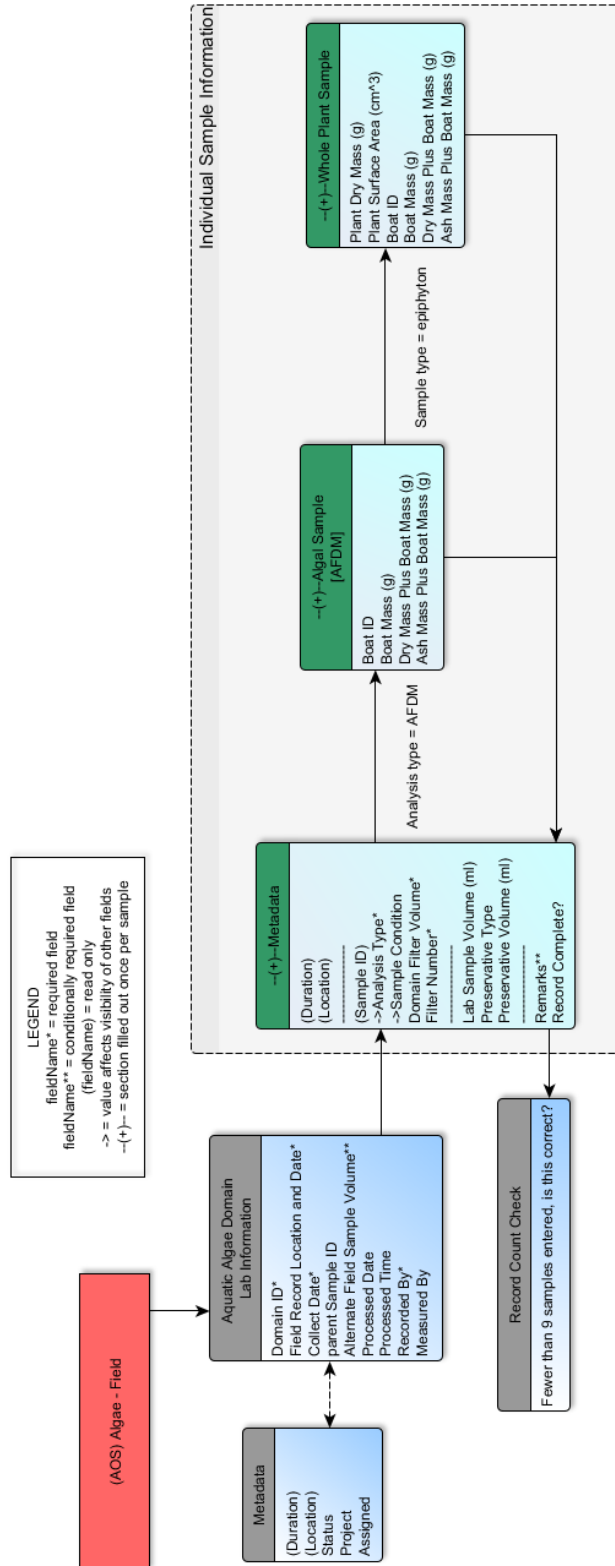 LEGEND
fieldName* = required field
fieldName** = conditionally required field
(fieldName) = read only
-> = value affects visibility of other fields
--(+)-- = section filled out once per sample
(AOS) Algae - Field
Metadata
(Duration)
(Location)
Status
Project
Assigned
Aquatic Algae Domain
Lab Information
Domain ID*
Field Record Location and Date*
Collect Date*
parent Sample ID
Alternate Field Sample Volume**
Processed Date
Processed Time
Recorded By*
Measured By
Record Count Check
Fewer than 9 samples entered, is this correct?
Individual Sample Information
--(+)--Metadata
(Duration)
(Location)
(Sample ID)
->Analysis Type*
->Sample Condition
Domain Filter Volume*
Filter Number*
Lab Sample Volume (ml)
Preservative Type
Preservative Volume (ml)
Remarks**
Record Complete?
Analysis type = AFDM
--(+)--Algal Sample
[AFDM]
Boat ID
Boat Mass (g)
Dry Mass Plus Boat Mass (g)
Ash Mass Plus Boat Mass (g)
Sample type = epiphyton
--(+)--Whole Plant Sample
Plant Dry Mass (g)
Plant Surface Area (cm^3)
Boat ID
Boat Mass (g)
Dry Mass Plus Boat Mass (g)
Ash Mass Plus Boat Mass (g)